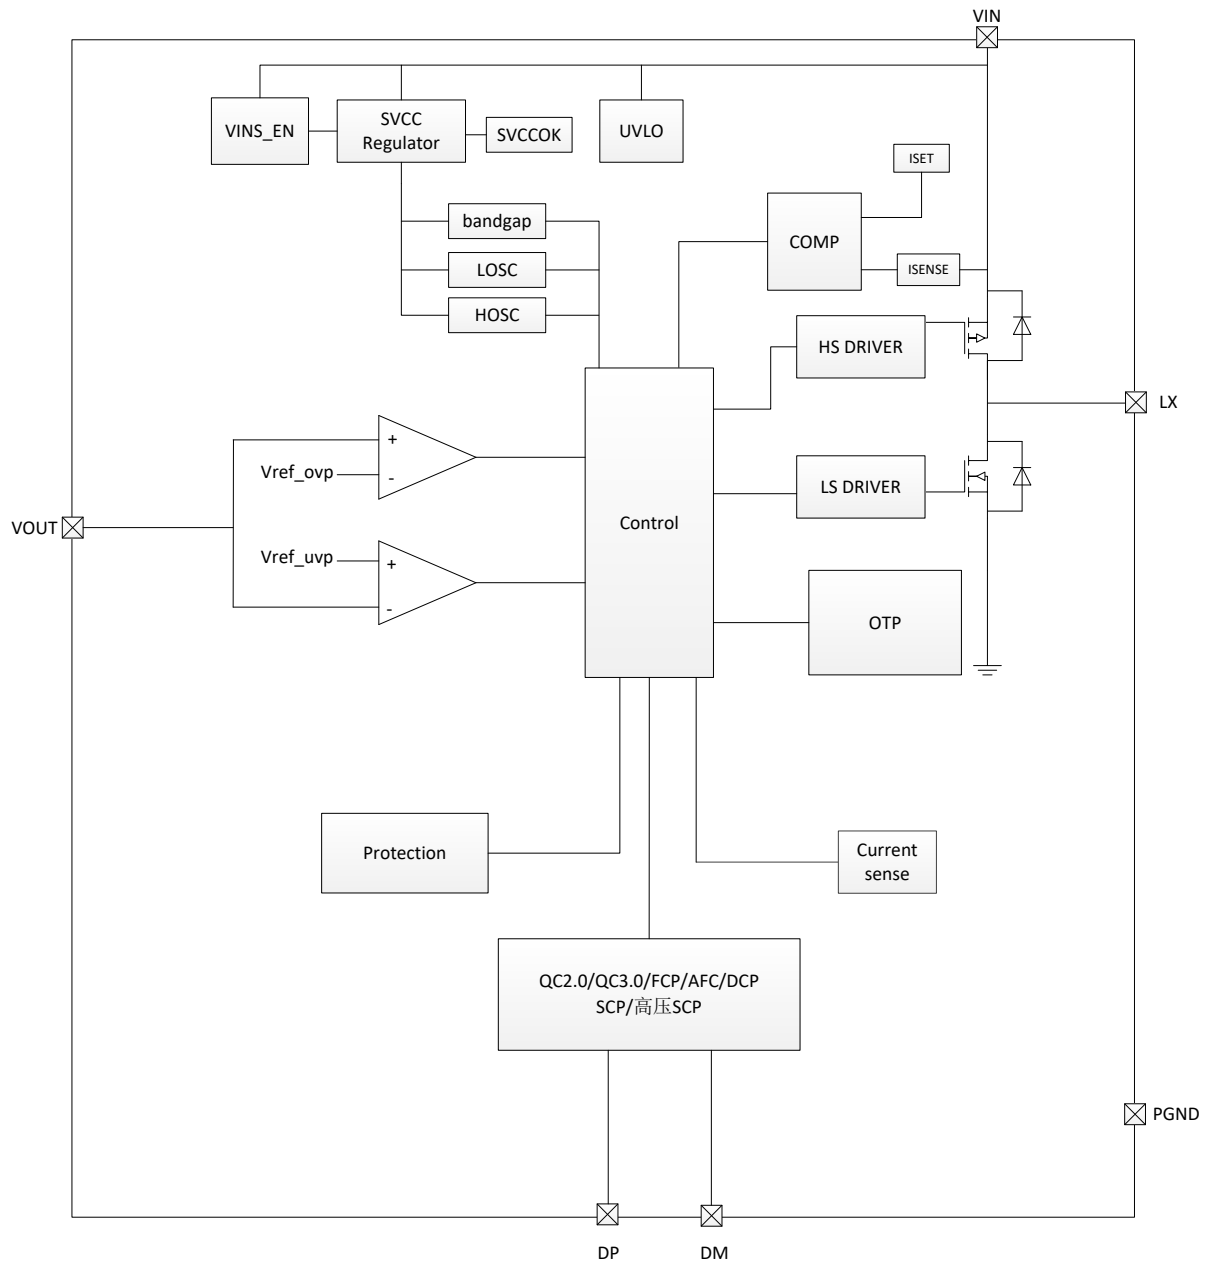 VIN
VINS_EN
SVCC
Regulator
SVCCOK
UVLO
ISET
bandgap
COMP
LOSC
ISENSE
HOSC
HS DRIVER
LX
+
Vref_ovp
-
LS DRIVER
VOUT
Control
Vref_uvp
+
-
OTP
Protection
Current
sense
QC2.0/QC3.0/FCP/AFC/DCP
SCP/高压SCP
PGND
DP
DM